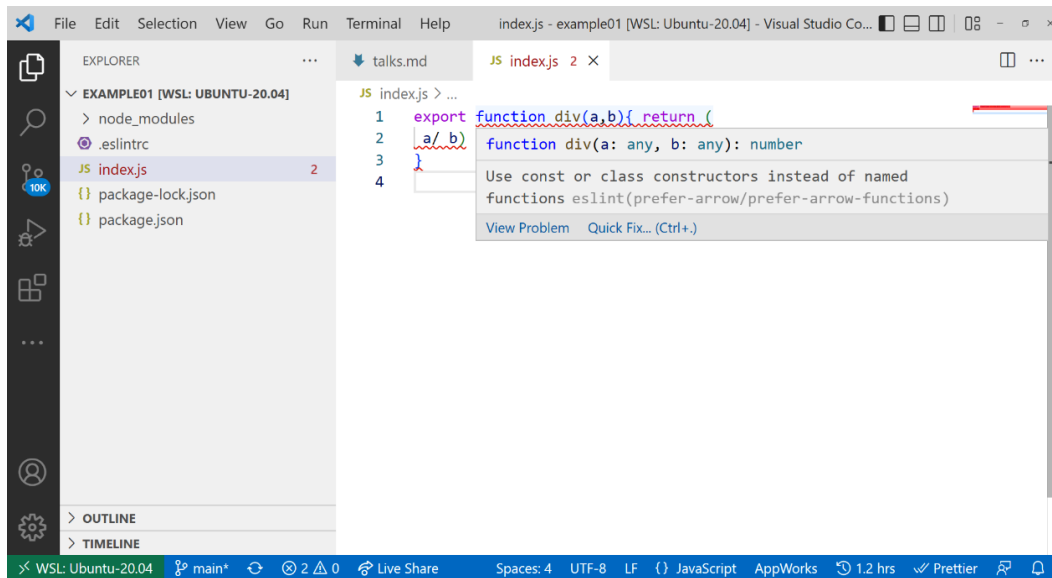 File Edit Selection View Go Run Terminal Help index.js - example01 [WSL: Ubuntu-20.04] - Visual Studio Co...
EXPLORER
talks.md
JS index.js 2
EXAMPLE01 [WSL: UBUNTU-20.04]
node_modules
.eslintrc
JS index.js 2
{} package-lock.json
{} package.json
10K
JS index.js > ...
1 export function div(a,b){ return (
2 a/ b)
3 }
4
function div(a: any, b: any): number
Use const or class constructors instead of named
functions eslint(prefer-arrow/prefer-arrow-functions)
View Problem Quick Fix... (Ctrl+.)
OUTLINE
TIMELINE
WSL: Ubuntu-20.04 main* 2 0 Live Share Spaces: 4 UTF-8 LF {} JavaScript AppWorks 1.2 hrs Prettier